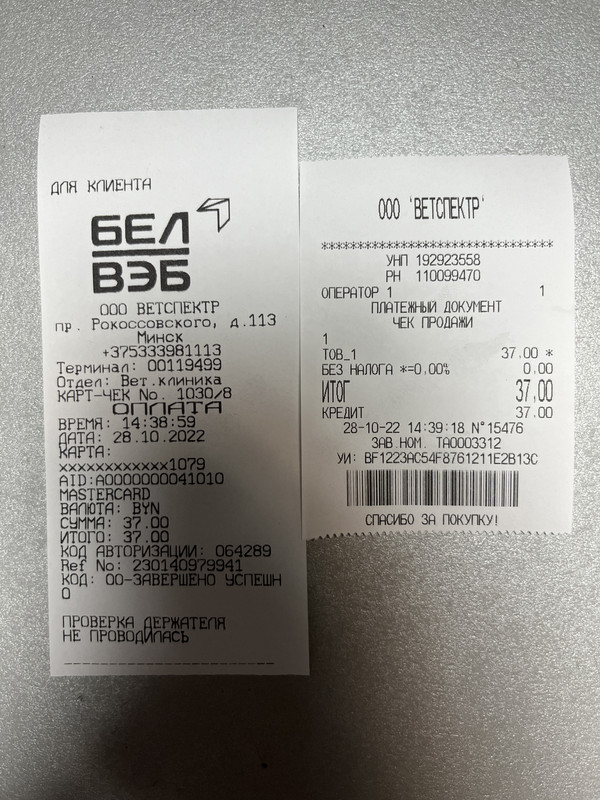 ДЛЯ КЛИЕНТА
БЕЛ
ВЭБ
ООО ВЕТСПЕКТР
пр. Рокоссовского, д.113
Минск
+375333981113
Терминал: 00119499
Отдел: Вет.клиника
КАРТ-ЧЕК No. 1030/8
ОПЛАТА
ВРЕМЯ: 14:38:59
ДАТА: 28.10.2022
КАРТА:
xxxxxxxxxxxx1079
AID:A0000000041010
MASTERCARD
ВАЛЮТА: BYN
СУММА: 37.00
ИТОГО: 37.00
КОД АВТОРИЗАЦИИ: 064289
Ref No: 230140979941
КОД: 00-ЗАВЕРШЕНО УСПЕШН
О
ПРОВЕРКА ДЕРЖАТЕЛЯ
НЕ ПРОВОДИЛАСЬ
ООО 'ВЕТСПЕКТР'
*********************************
УНП 192923558
РН 110099470
ОПЕРАТОР 1 1
ПЛАТЕЖНЫЙ ДОКУМЕНТ
ЧЕК ПРОДАЖИ
1
ТОВ_1 37,00 *
БЕЗ НАЛОГА *=0,00% 0,00
ИТОГ 37,00
КРЕДИТ 37,00
28-10-22 14:39:18 N°15476
ЗАВ.НОМ. ТА0003312
УИ: BF1223AC54F8761211E2B13C
СПАСИБО ЗА ПОКУПКУ!